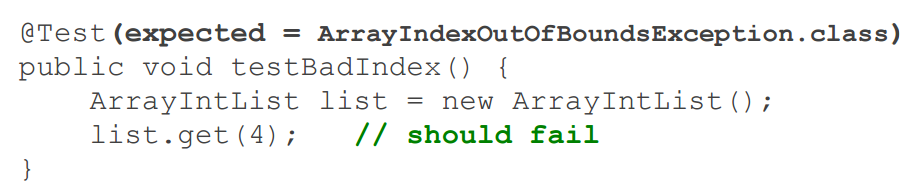 @Test(expected = ArrayIndexOutOfBoundsException.class)
public void testBadIndex() {
    ArrayIntList list = new ArrayIntList();
    list.get(4);   // should fail
}